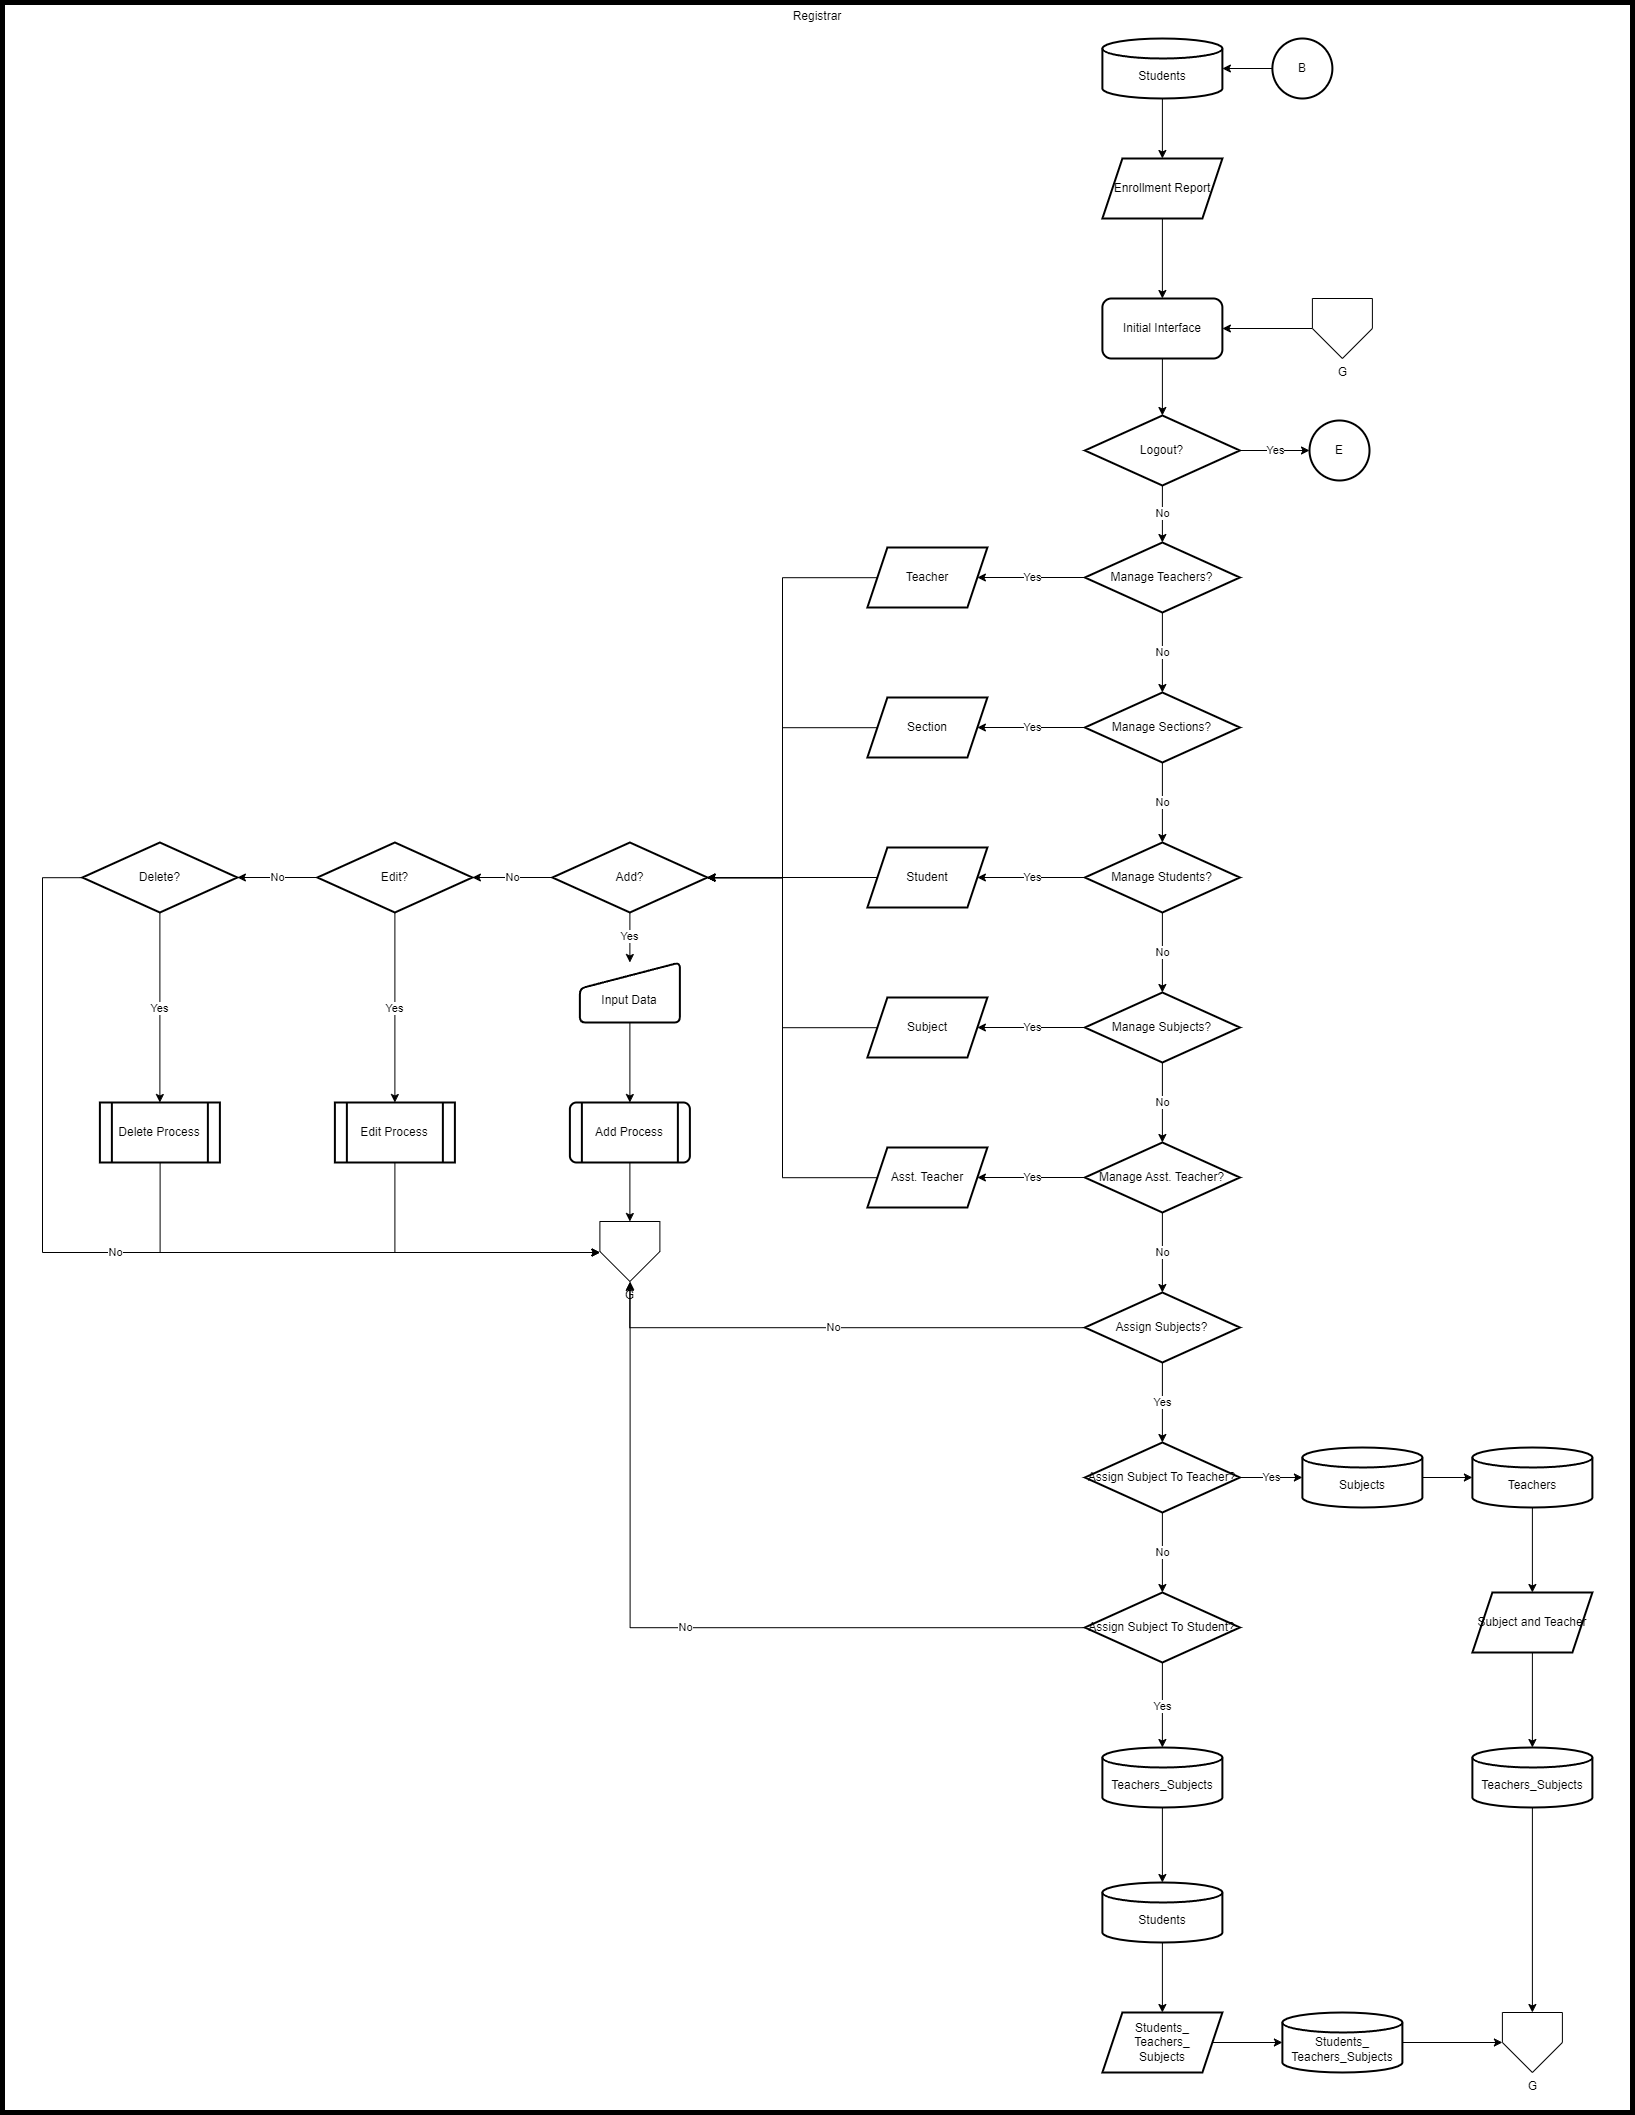 Registrar
Students
B
Enrollment Report
Initial Interface
G
Logout?
Yes
E
No
Teacher
Yes
Manage Teachers?
No
Section
Yes
Manage Sections?
No
Delete?
No
Edit?
No
Add?
Student
Yes
Manage Students?
Yes
No
Yes
Yes
Input Data
Subject
Yes
Manage Subjects?
No
Delete Process
Edit Process
Add Process
Asst. Teacher
Yes
Manage Asst. Teacher?
No
No
G
No
Assign Subjects?
Yes
Assign Subject To Teacher?
Yes
Subjects
Teachers
No
No
Assign Subject To Student?
Subject and Teacher
Yes
Teachers_Subjects
Teachers_Subjects
Students
Students_
Teachers_
Subjects
Students_
Teachers_Subjects
G